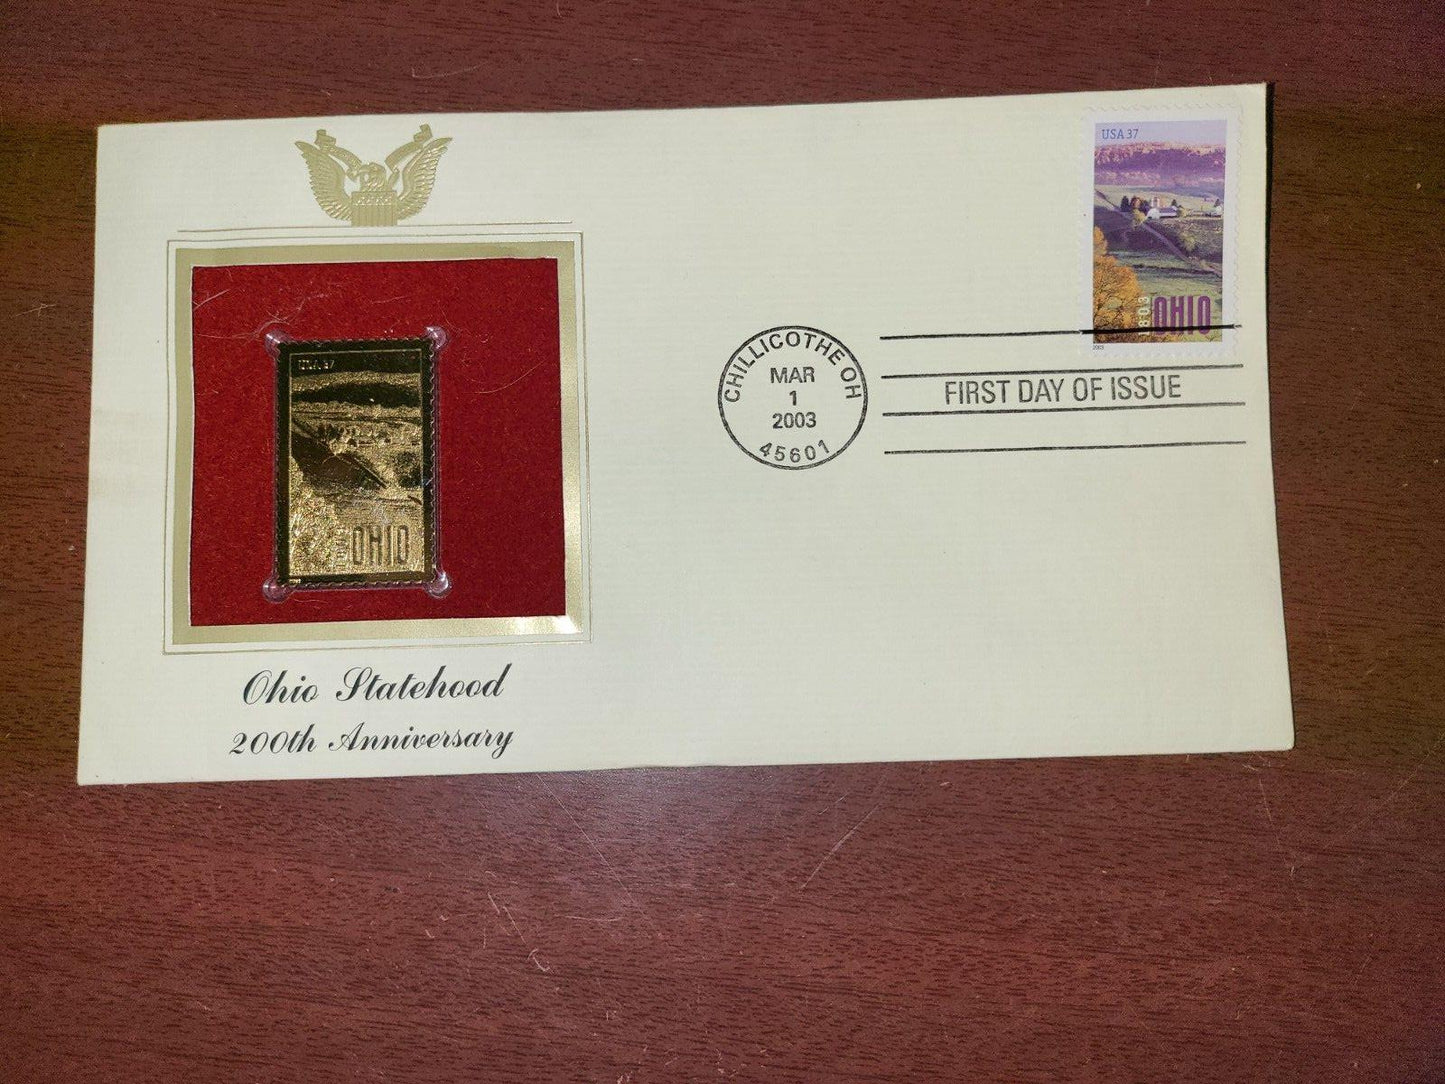 USA 37
1803 OHIO
2003
CHILLICOTHE OH
MAR
1
2003
45601
FIRST DAY OF ISSUE
USA 37
OHIO
Ohio Statehood
200th Anniversary